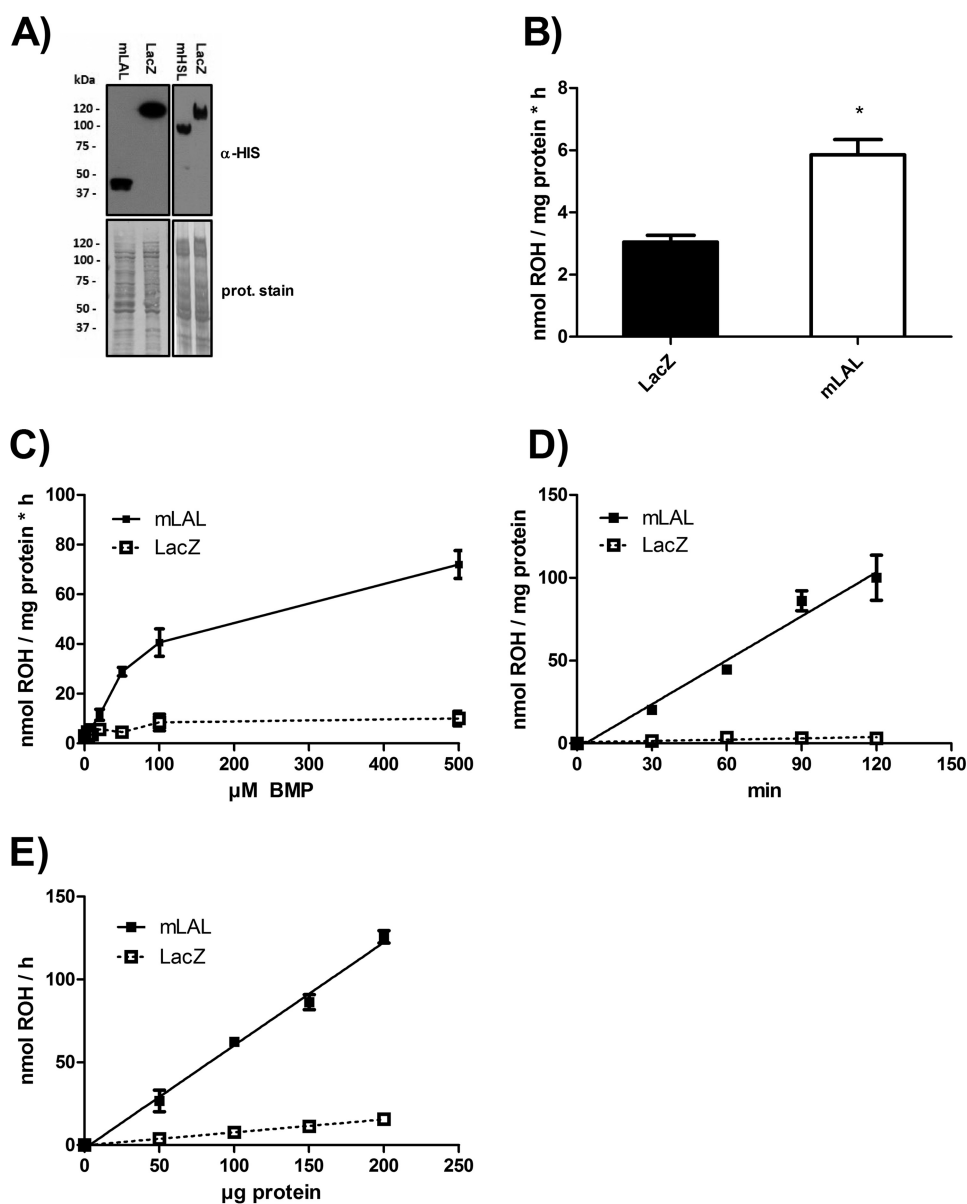 A)
mLAL LacZ mHSL LacZ
kDa
120 -
100 -
75 -
50 -
37 -
α-HIS
120 -
100 -
75 -
50 -
37 -
prot. stain
B)
nmol ROH / mg protein * h
8
6
4
2
0
*
LacZ mLAL
C)
nmol ROH / mg protein * h
100
80
60
40
20
0
mLAL
LacZ
0 100 200 300 400 500
µM BMP
D)
nmol ROH / mg protein
150
100
50
0
mLAL
LacZ
0 30 60 90 120 150
min
E)
nmol ROH / h
150
100
50
0
mLAL
LacZ
0 50 100 150 200 250
µg protein